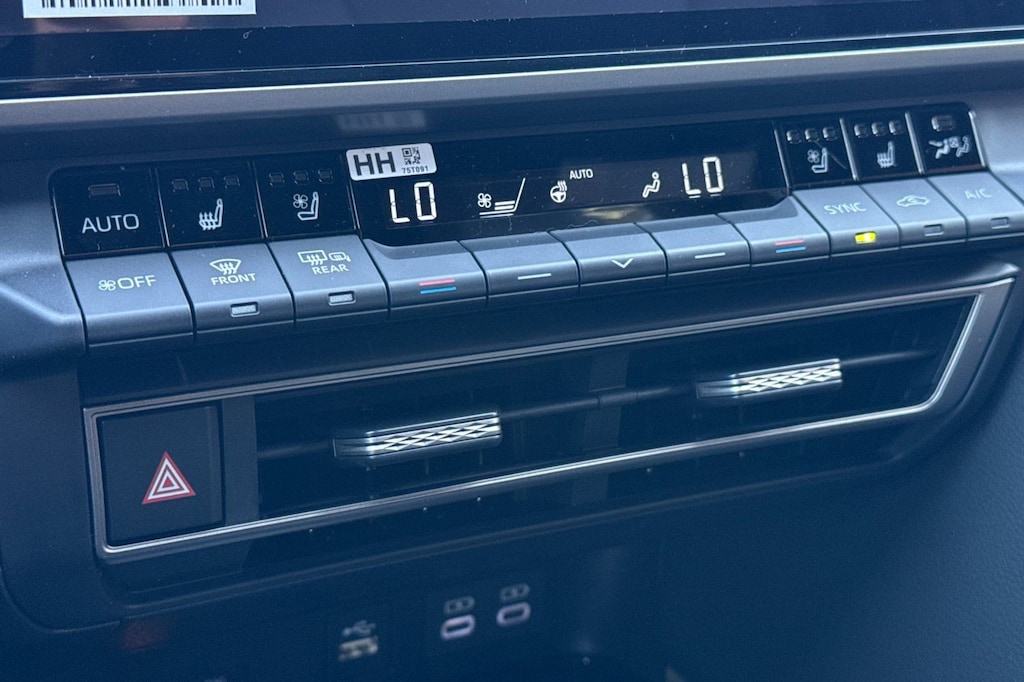 HH
75T091
AUTO
LO
AUTO
LO
OFF
FRONT
REAR
SYNC
A/C